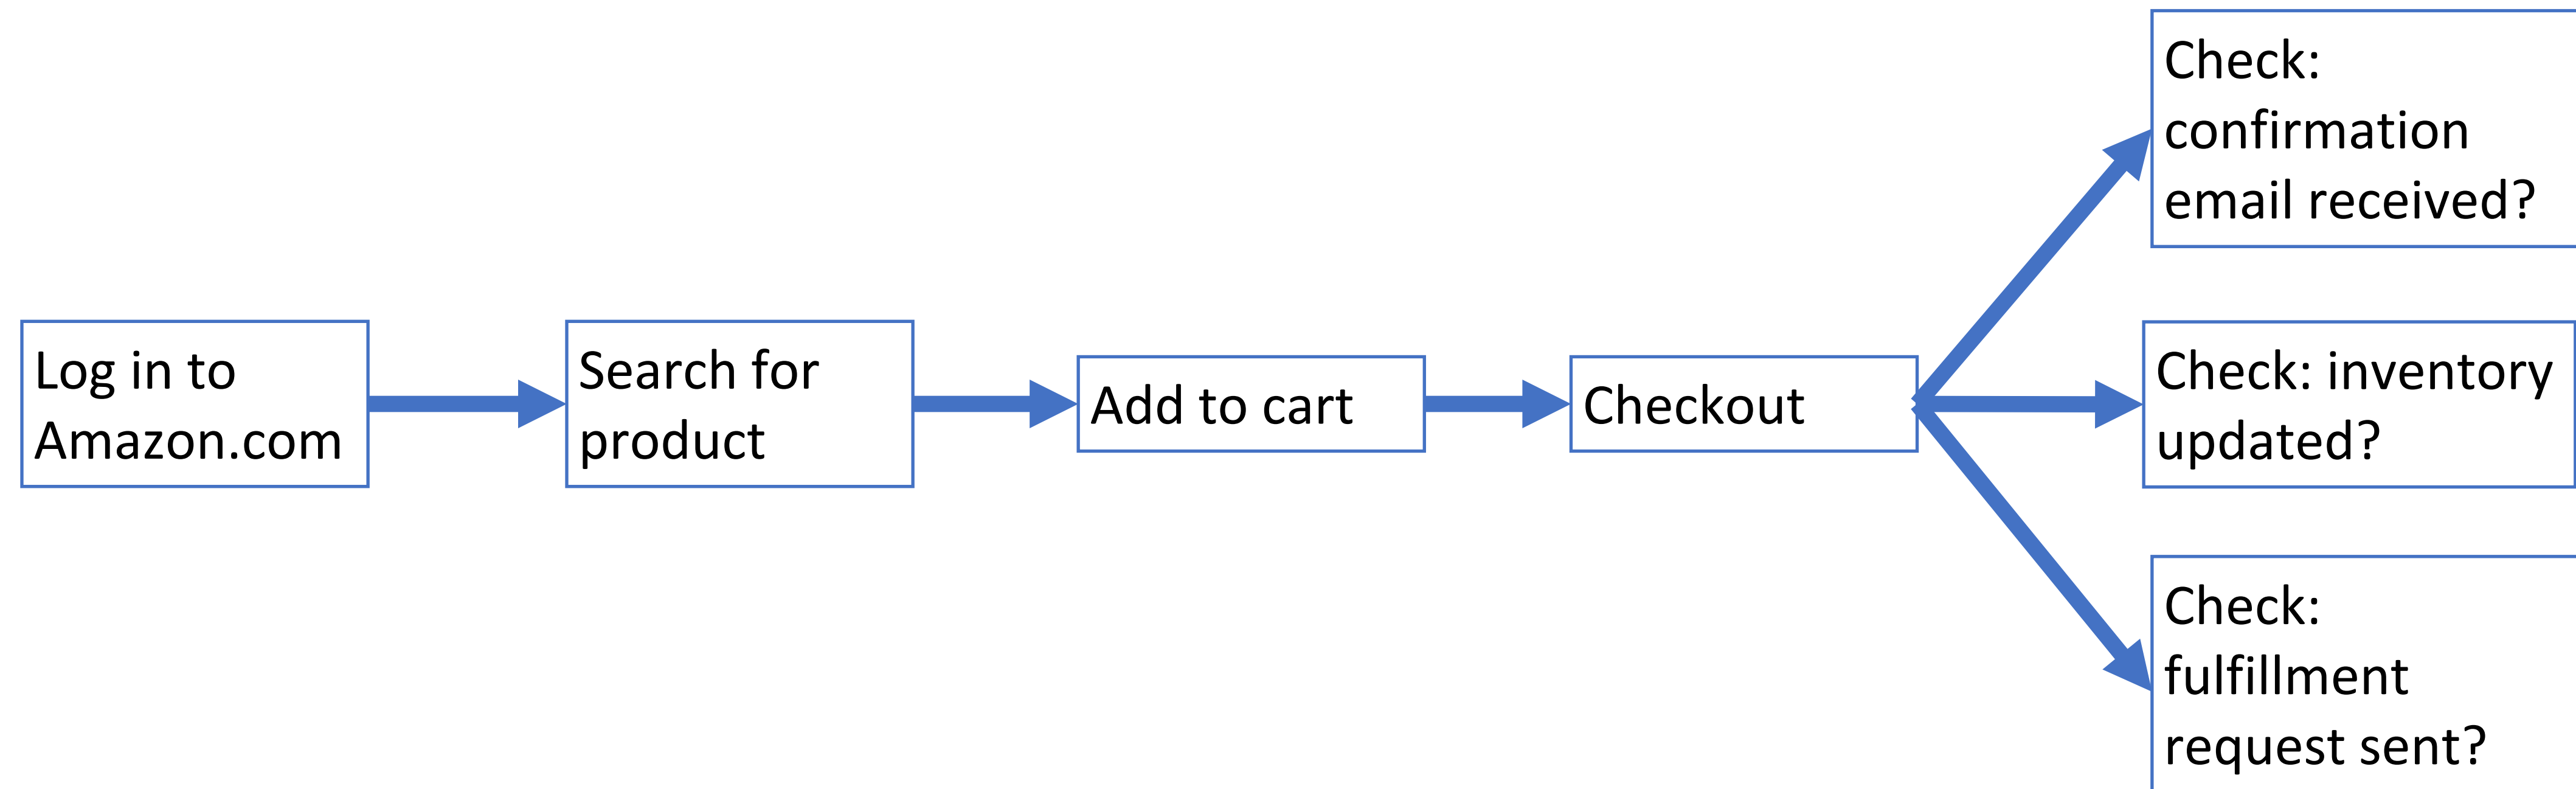 Log in to
Amazon.com
Search for
product
Add to cart
Checkout
Check:
confirmation
email received?
Check: inventory
updated?
Check:
fulfillment
request sent?